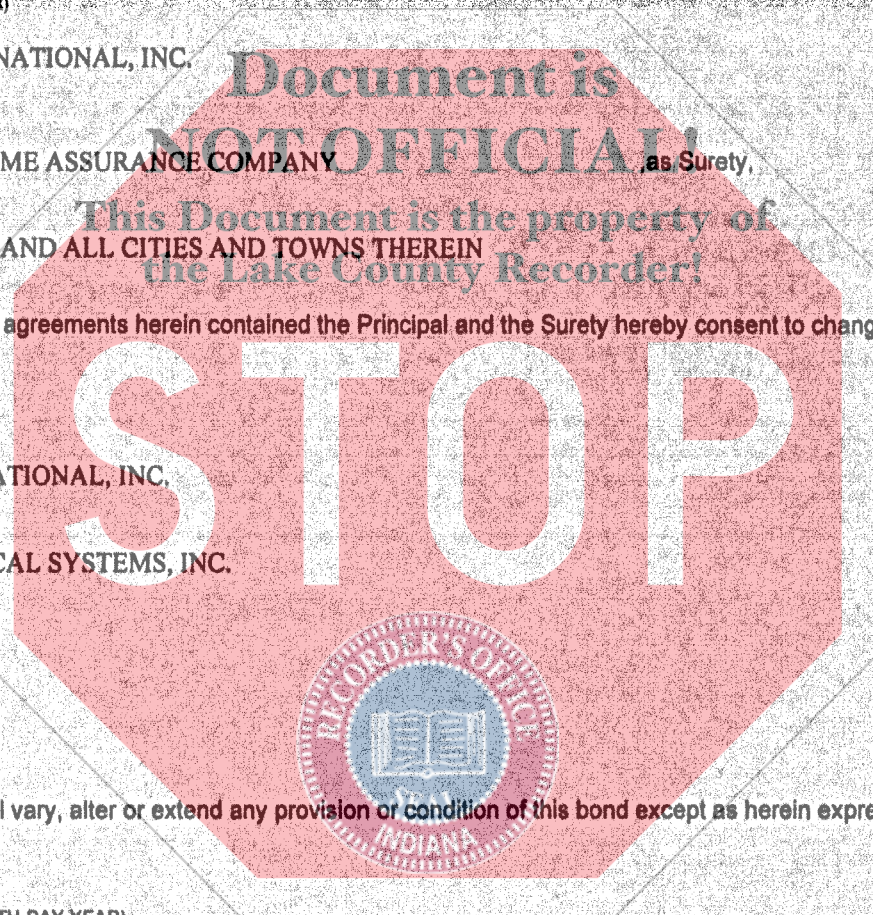 NATIONAL, INC.
Document is
NOT OFFICIAL!
ME ASSURANCE COMPANY ,as Surety,
This Document is the property of
AND ALL CITIES AND TOWNS THEREIN
the Lake County Recorder!
agreements herein contained the Principal and the Surety hereby consent to chang
STOP
ATIONAL, INC.
CAL SYSTEMS, INC.
RECORDER'S OFFICE
SEAL
INDIANA
l vary, alter or extend any provision or condition of this bond except as herein expre